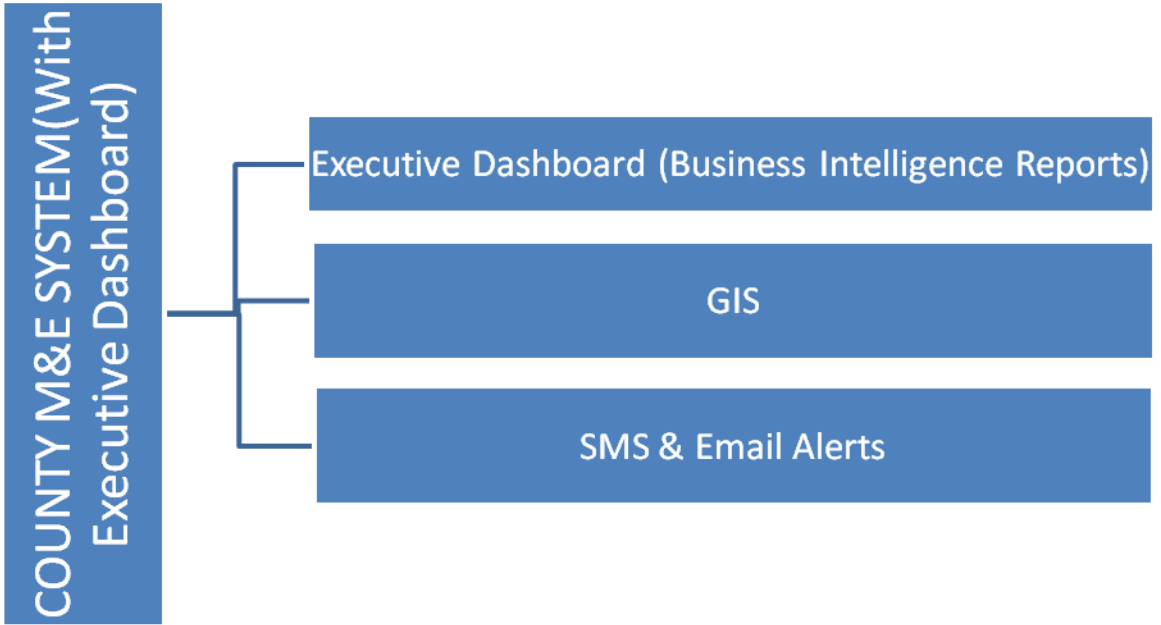 COUNTY M&E SYSTEM(With
Executive Dashboard)
Executive Dashboard (Business Intelligence Reports)
GIS
SMS & Email Alerts